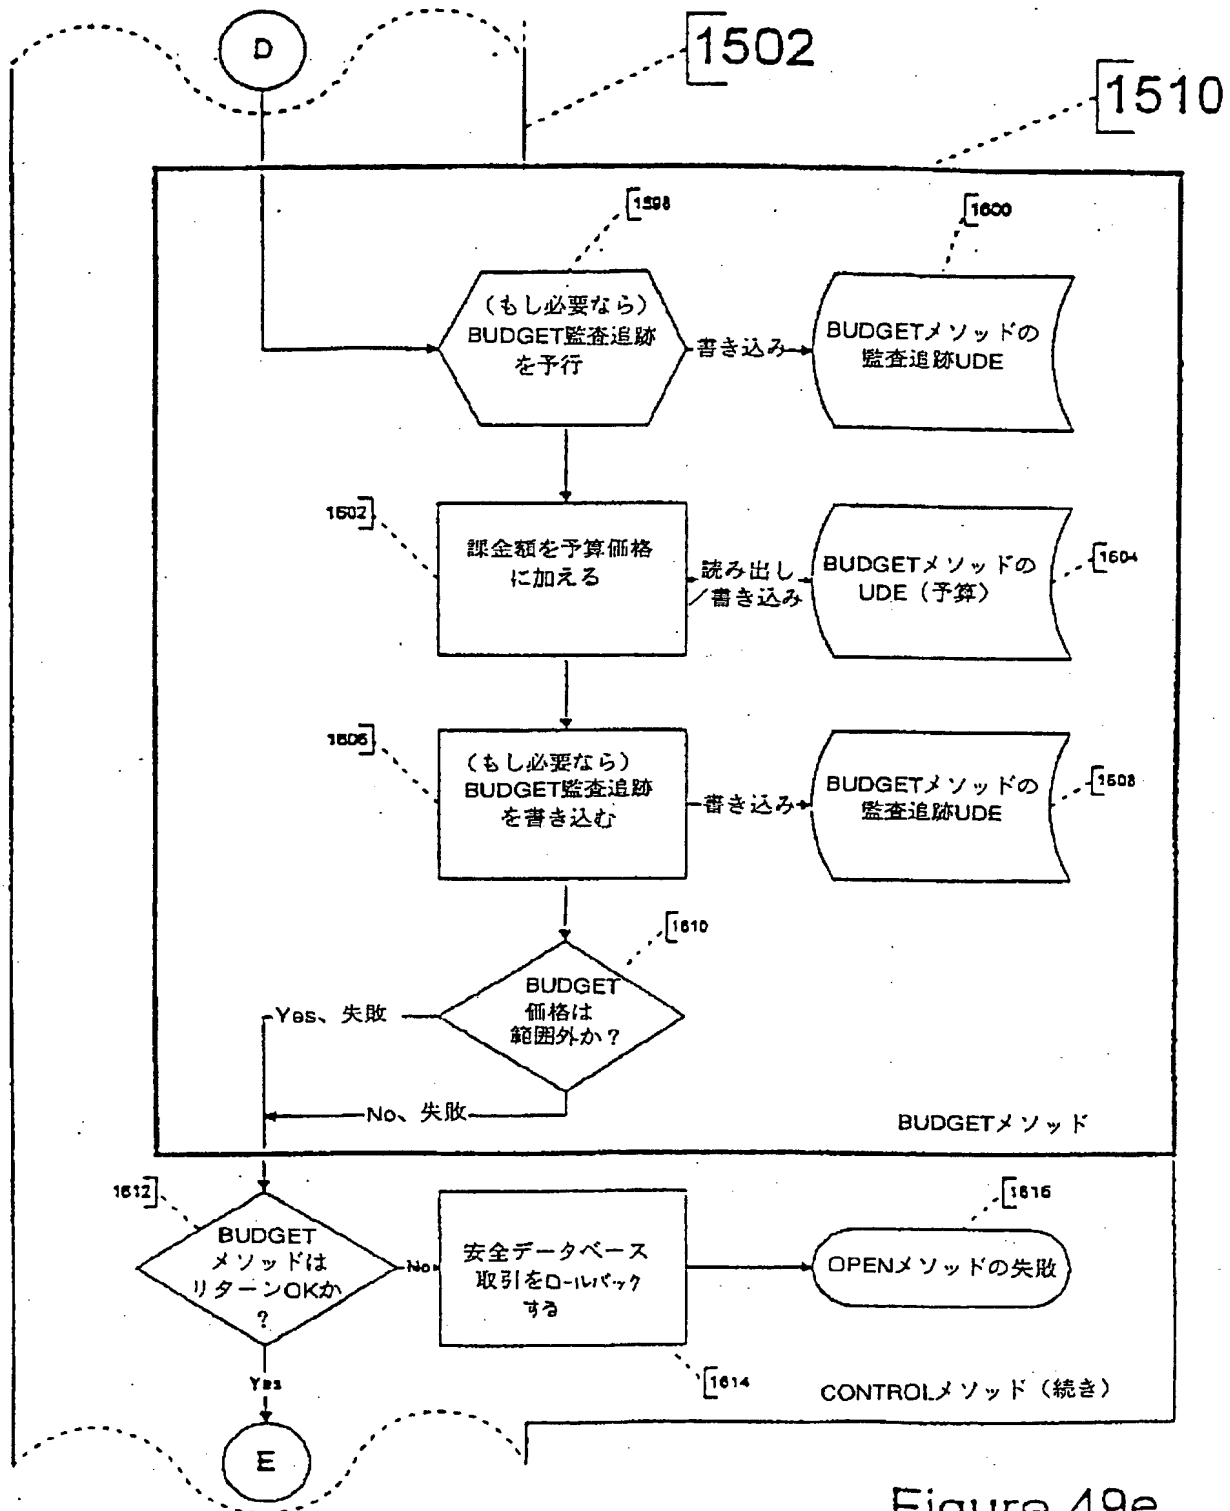 D
1502
1510
1598
1600
(もし必要なら)
BUDGET監査追跡
を予行
書き込み
BUDGETメソッドの
監査追跡UDE
1602
課金額を予算価格
に加える
読み出し
/書き込み
BUDGETメソッドの
UDE(予算)
1604
1606
(もし必要なら)
BUDGET監査追跡
を書き込む
書き込み
BUDGETメソッドの
監査追跡UDE
1608
1610
BUDGET
価格は
範囲外か?
Yes、失敗
No、失敗
BUDGETメソッド
1612
BUDGET
メソッドは
リターンOKか
?
No
安全データベース
取引をロールバック
する
1616
OPENメソッドの失敗
1614
Yes
CONTROLメソッド(続き)
E
Figure 49e